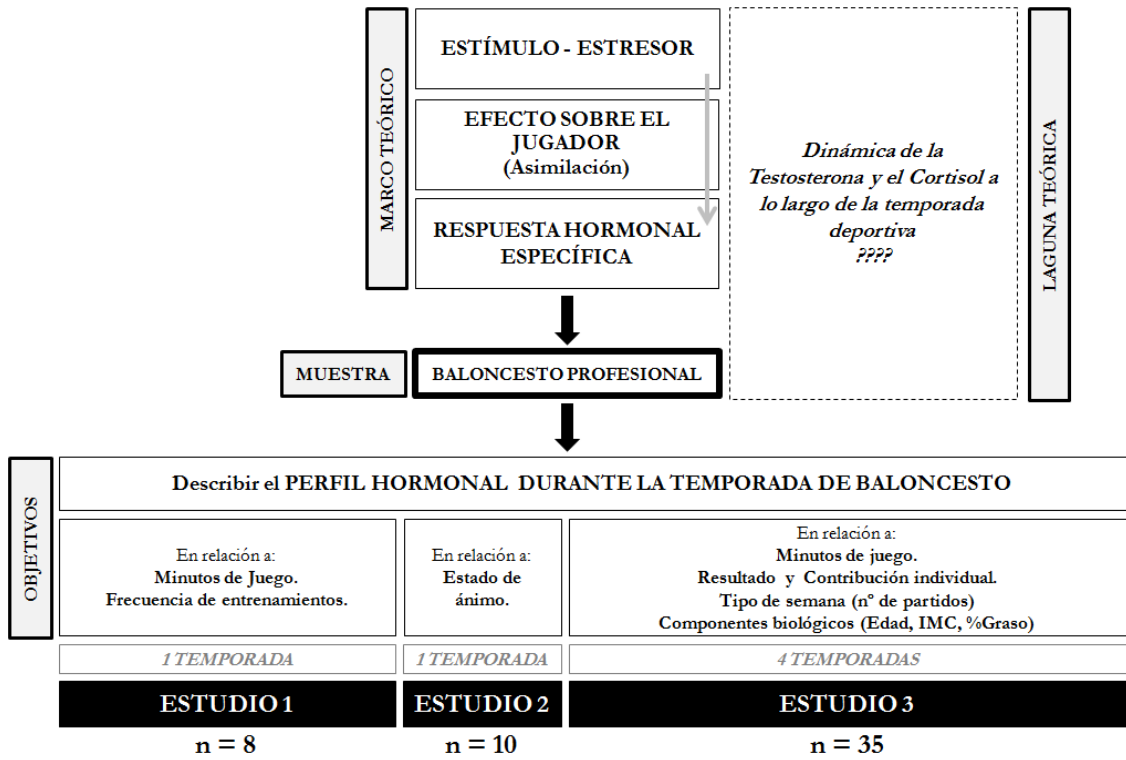 MARCO TEÓRICO
ESTÍMULO - ESTRESOR
EFECTO SOBRE EL
JUGADOR
(Asimilación)
RESPUESTA HORMONAL
ESPECÍFICA
Dinámica de la
Testosterona y el Cortisol a
lo largo de la temporada
deportiva
????
LAGUNA TEÓRICA
MUESTRA
BALONCESTO PROFESIONAL
OBJETIVOS
Describir el PERFIL HORMONAL DURANTE LA TEMPORADA DE BALONCESTO
En relación a:
Minutos de Juego.
Frecuencia de entrenamientos.
En relación a:
Estado de
ánimo.
En relación a:
Minutos de juego.
Resultado y Contribución individual.
Tipo de semana (nº de partidos)
Componentes biológicos (Edad, IMC, %Graso)
1 TEMPORADA
1 TEMPORADA
4 TEMPORADAS
ESTUDIO 1
ESTUDIO 2
ESTUDIO 3
n = 8
n = 10
n = 35